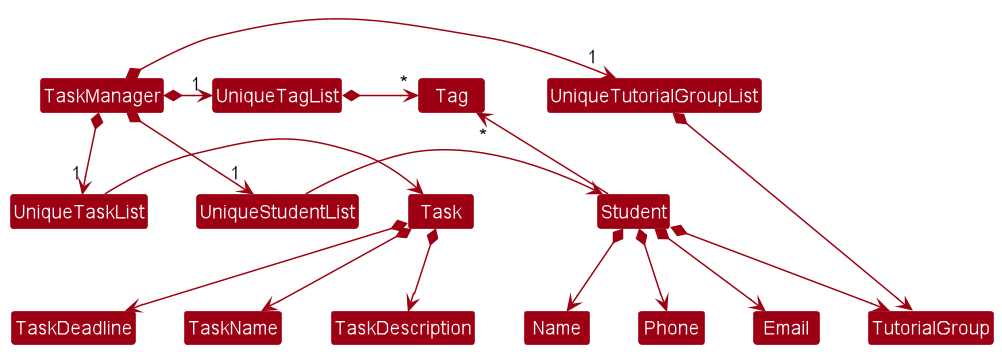 1
TaskManager
1
UniqueTagList
*
Tag
UniqueTutorialGroupList
*
1
1
UniqueTaskList
UniqueStudentList
Task
Student
TaskDeadline
TaskName
TaskDescription
Name
Phone
Email
TutorialGroup